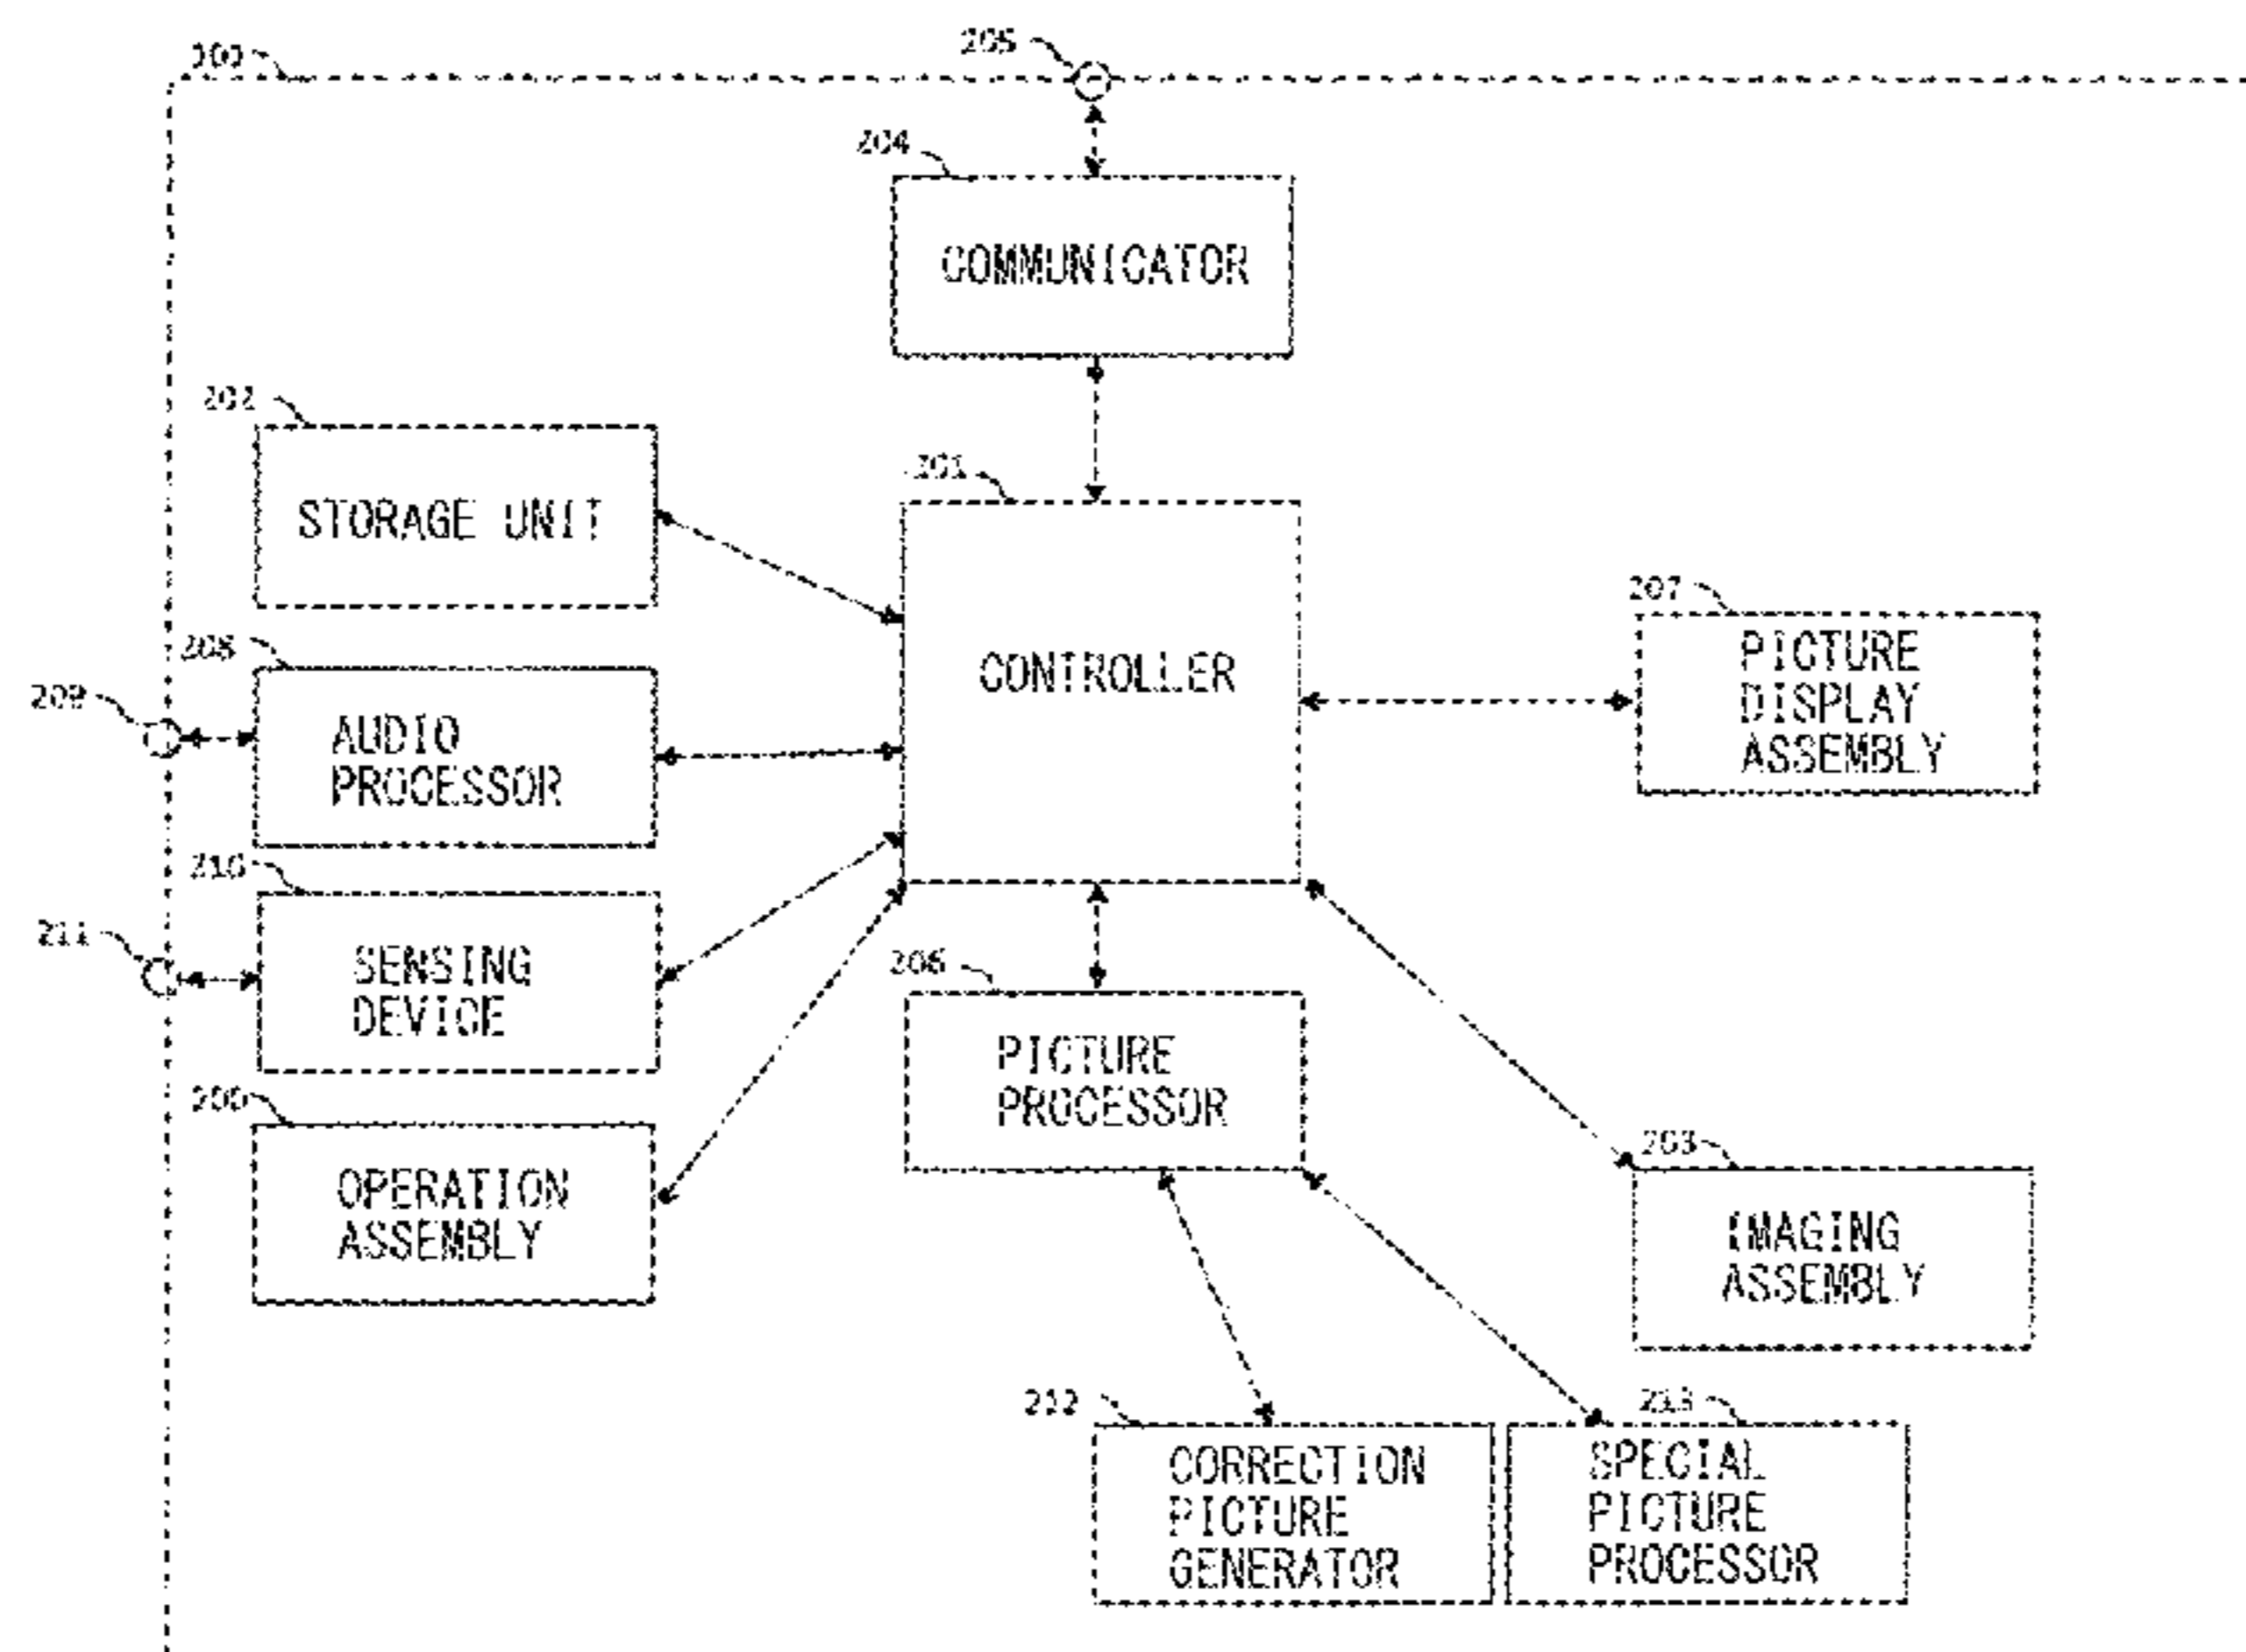 205
204
COMMUNICATOR
202
STORAGE UNIT
201
CONTROLLER
207
PICTURE
DISPLAY
ASSEMBLY
208
209
AUDIO
PROCESSOR
210
211
SENSING
DEVICE
206
PICTURE
PROCESSOR
200
OPERATION
ASSEMBLY
203
IMAGING
ASSEMBLY
212
CORRECTION
PICTURE
GENERATOR
213
SPECIAL
PICTURE
PROCESSOR